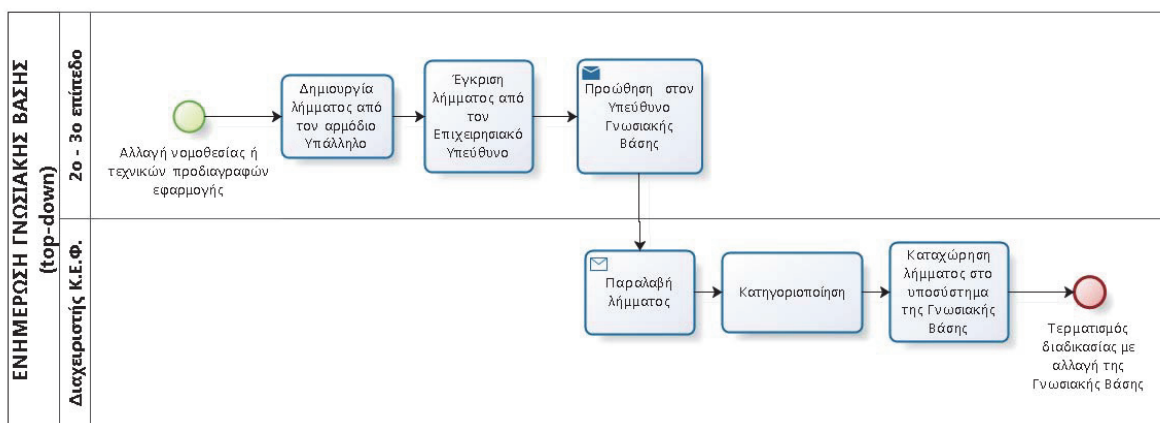 ΕΝΗΜΕΡΩΣΗ ΓΝΩΣΙΑΚΗΣ ΒΑΣΗΣ
(top-down)
2ο - 3ο επίπεδο
Αλλαγή νομοθεσίας ή
τεχνικών προδιαγραφών
εφαρμογής
Δημιουργία
λήμματος από
τον αρμόδιο
Υπάλληλο
Έγκριση
λήμματος από
τον
Επιχειρησιακό
Υπεύθυνο
Προώθηση στον
Υπεύθυνο
Γνωσιακής
Βάσης
Διαχειριστής Κ.Ε.Φ.
Παραλαβή
λήμματος
Κατηγοριοποίηση
Καταχώρηση
λήμματος στο
υποσύστημα
της Γνωσιακής
Βάσης
Τερματισμός
διαδικασίας με
αλλαγή της
Γνωσιακής Βάσης